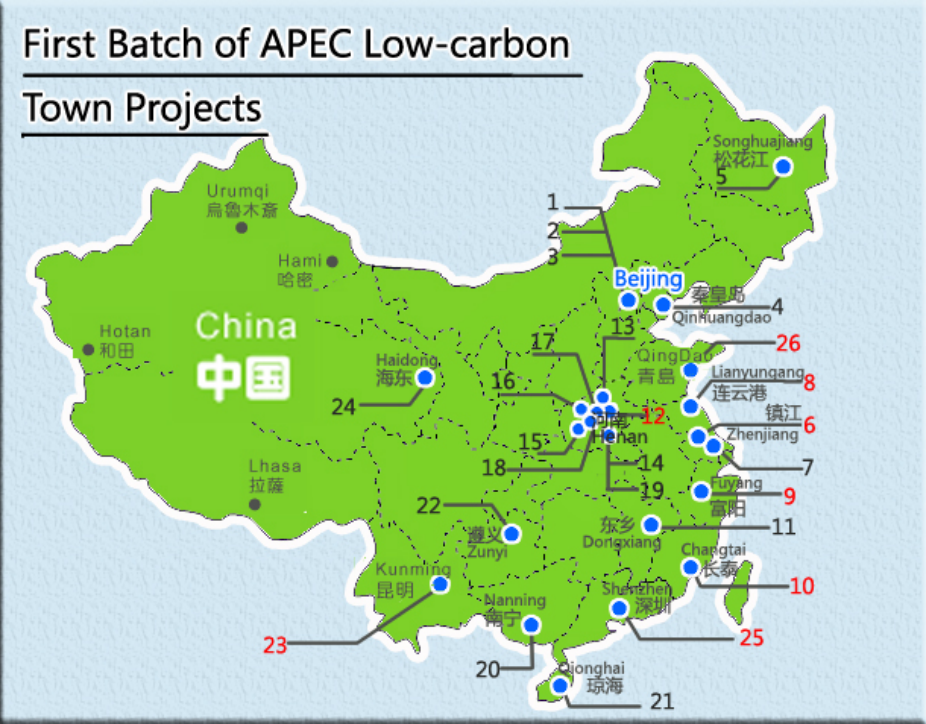 First Batch of APEC Low-carbon
Town Projects
Songhuajiang
松花江
5
Urumqi
烏魯木斎
1
2
3
Hami
哈密
Beijing
秦皇岛
4
Qinhuangdao
China
中国
Hotan
和田
13
17
26
QingDao
青島
Haidong
海东
Lianyungang
8
连云港
16
24
12
河南
Henan
镇江
6
Zhenjiang
15
18
14
7
Lhasa
拉薩
19
Fuyang
9
富阳
22
遵义
Zunyi
东乡
11
Dongxiang
Changtai
长泰
10
Kunming
昆明
Nanning
南宁
Shenzhen
深圳
23
25
20
Qionghai
琼海
21